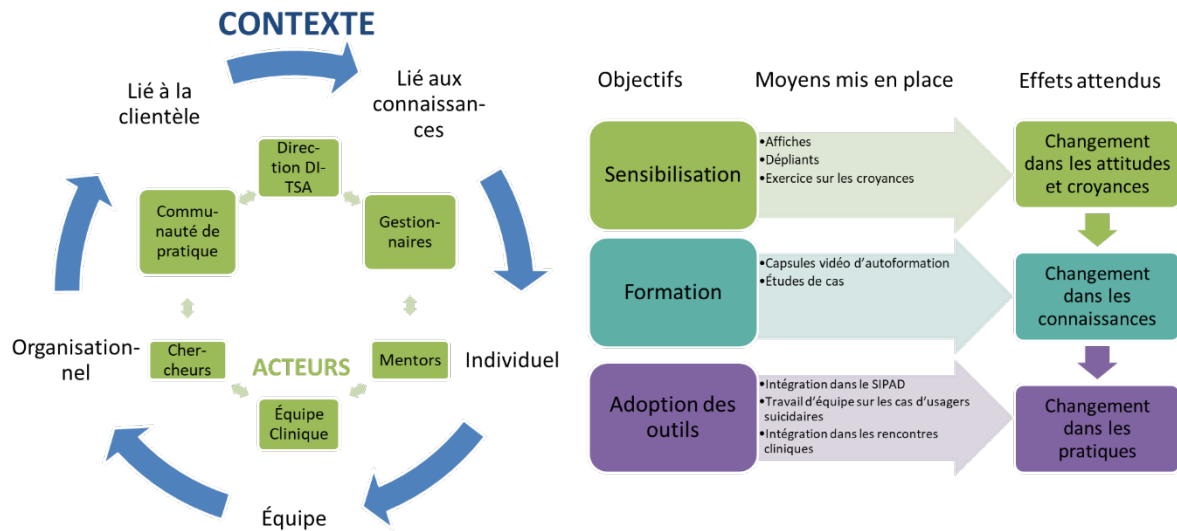 CONTEXTE
Lié à la
clientèle
Lié aux
connaissan-
ces
Direc-
tion DI-
TSA
Commu-
nauté de
pratique
Gestion-
naires
Organisation-
nel
Cher-
cheurs
ACTEURS
Mentors
Individuel
Équipe
Clinique
Équipe
Objectifs
Moyens mis en place
Effets attendus
Sensibilisation
•Affiches
•Dépliants
•Exercice sur les croyances
Changement
dans les attitudes
et croyances
Formation
•Capsules vidéo d’autoformation
•Études de cas
Changement
dans les
connaissances
Adoption des
outils
•Intégration dans le SIPAD
•Travail d’équipe sur les cas d’usagers
suicidaires
•Intégration dans les rencontres
cliniques
Changement
dans les
pratiques